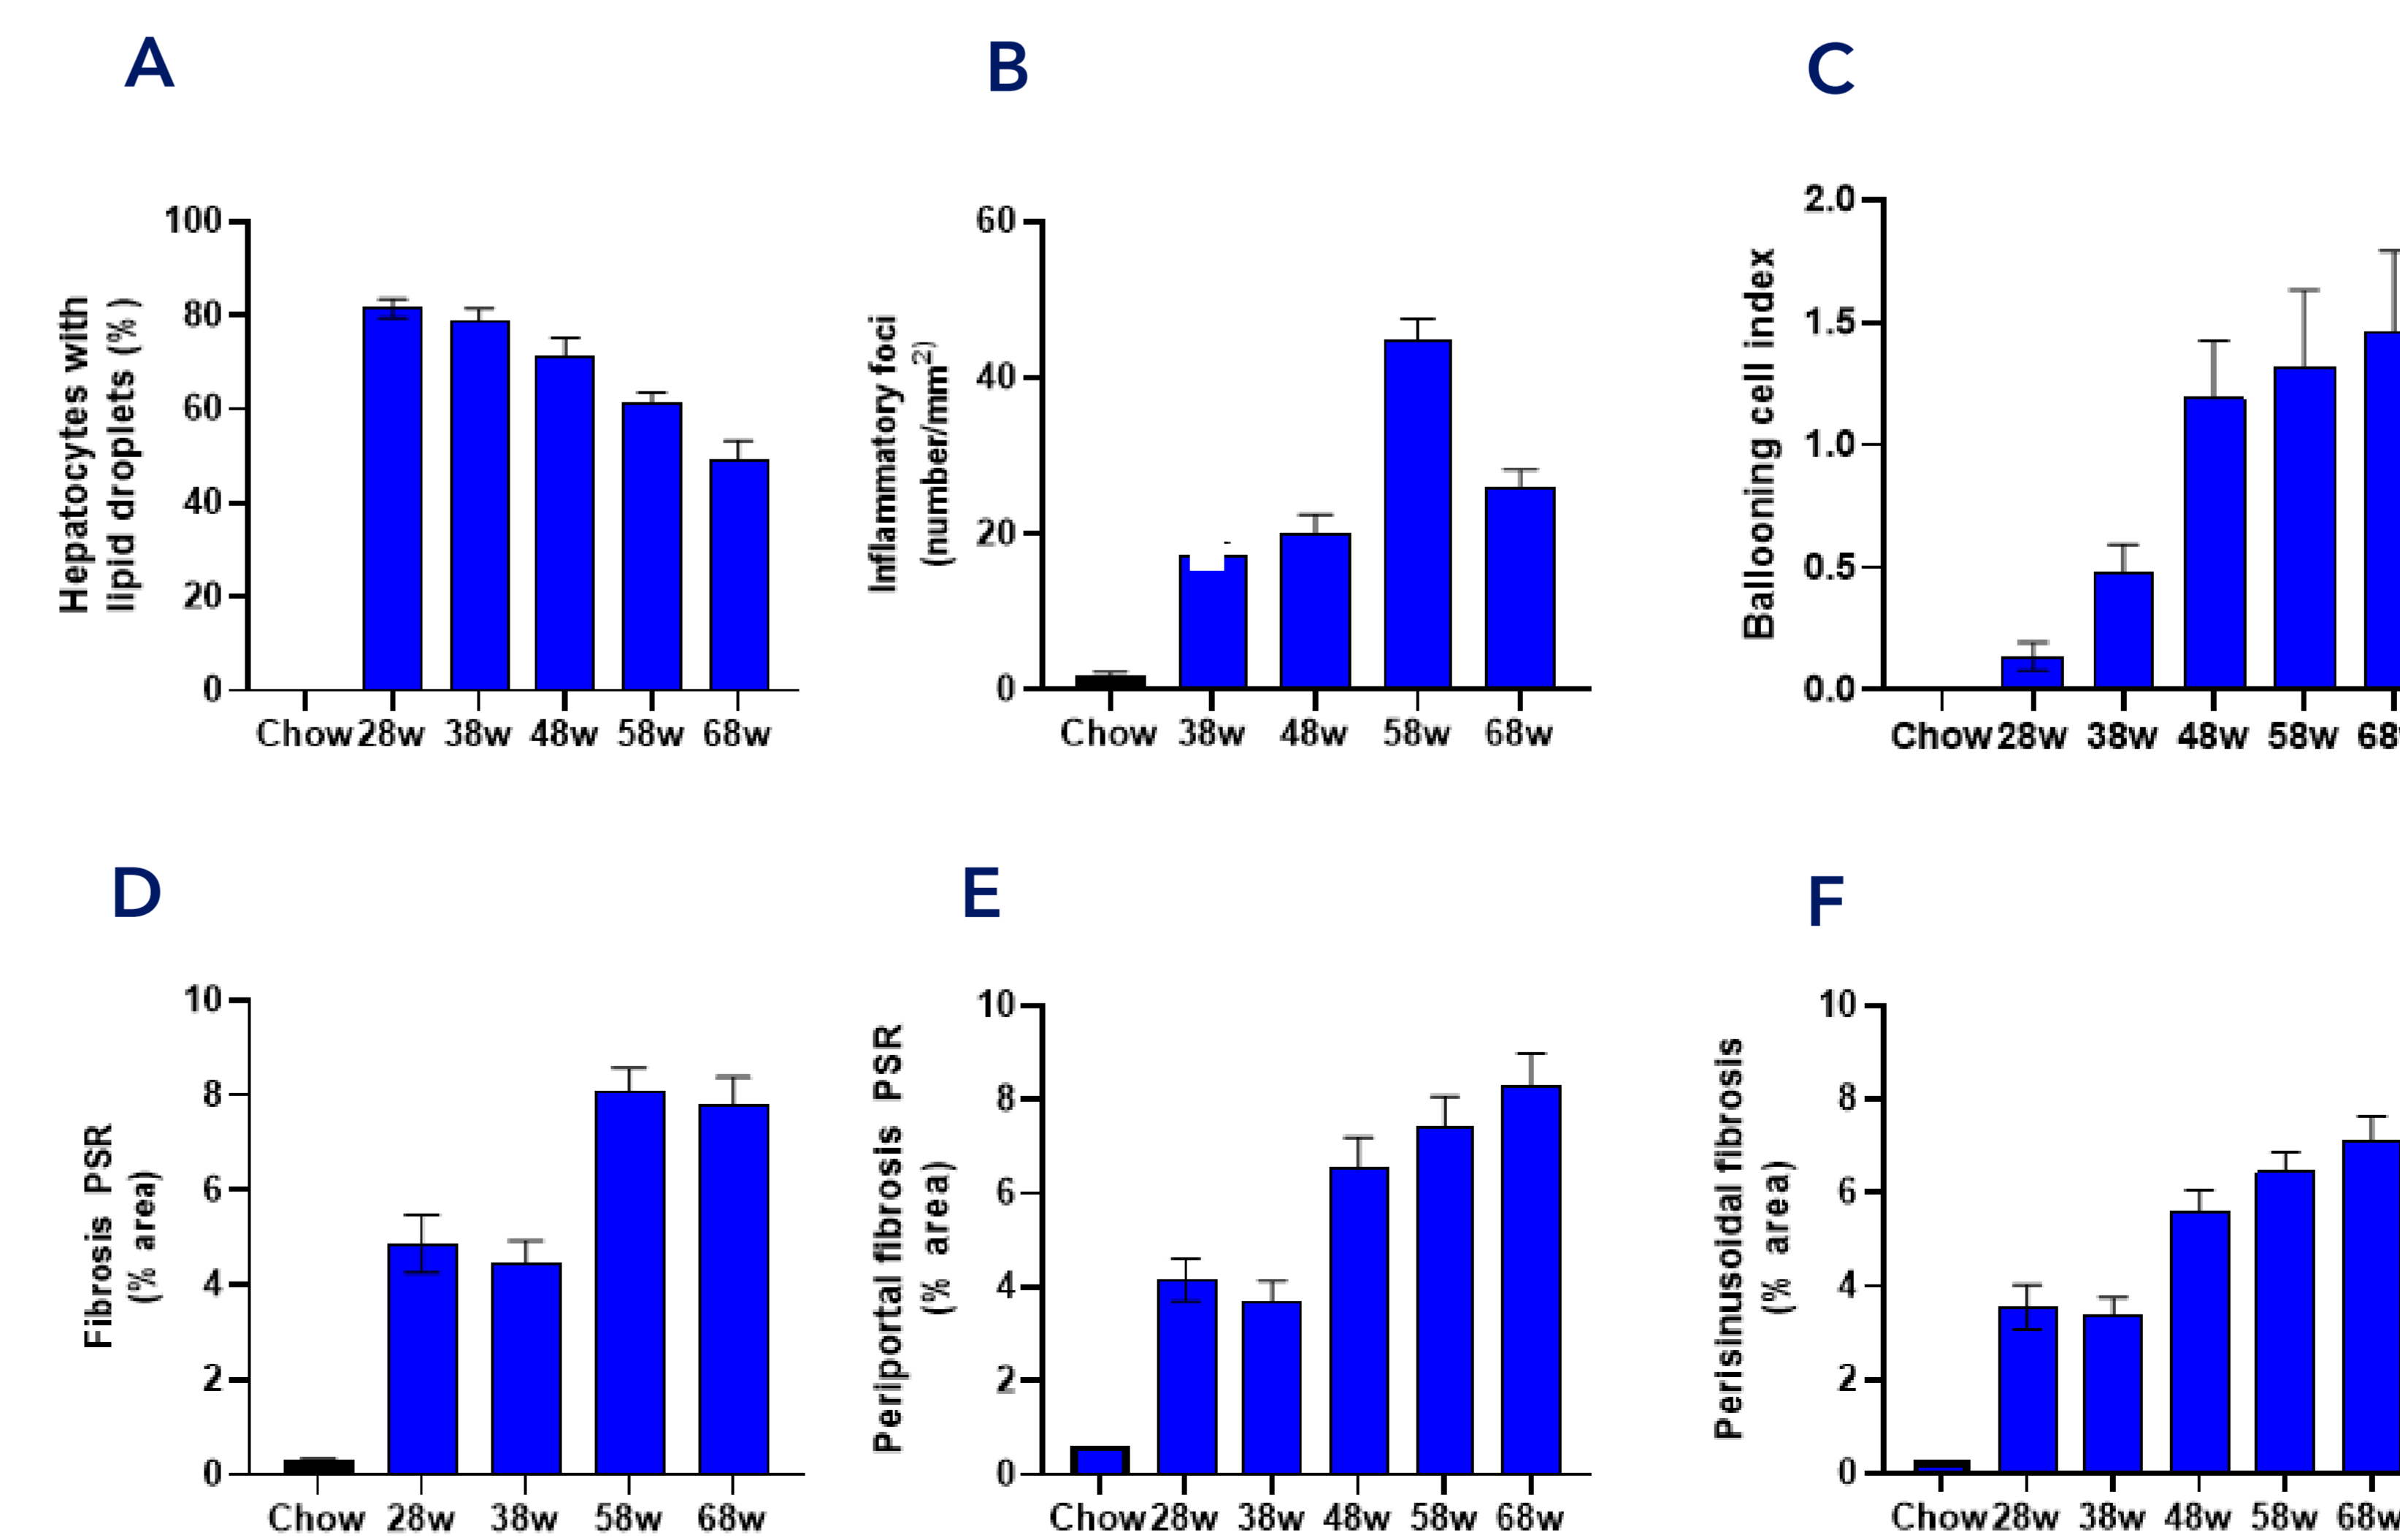 A
B
C
Hepatocytes with
lipid droplets (%)
100
80
60
40
20
0
Chow 28w 38w 48w 58w 68w
Inflammatory foci
(number/mm2)
60
40
20
0
Chow 38w 48w 58w 68w
Ballooning cell index
2.0
1.5
1.0
0.5
0.0
Chow 28w 38w 48w 58w 68w
D
E
F
Fibrosis PSR
(% area)
10
8
6
4
2
0
Chow 28w 38w 58w 68w
Periportal fibrosis PSR
(% area)
10
8
6
4
2
0
Chow 28w 38w 48w 58w 68w
Perisinusoidal fibrosis
(% area)
10
8
6
4
2
0
Chow 28w 38w 48w 58w 68w